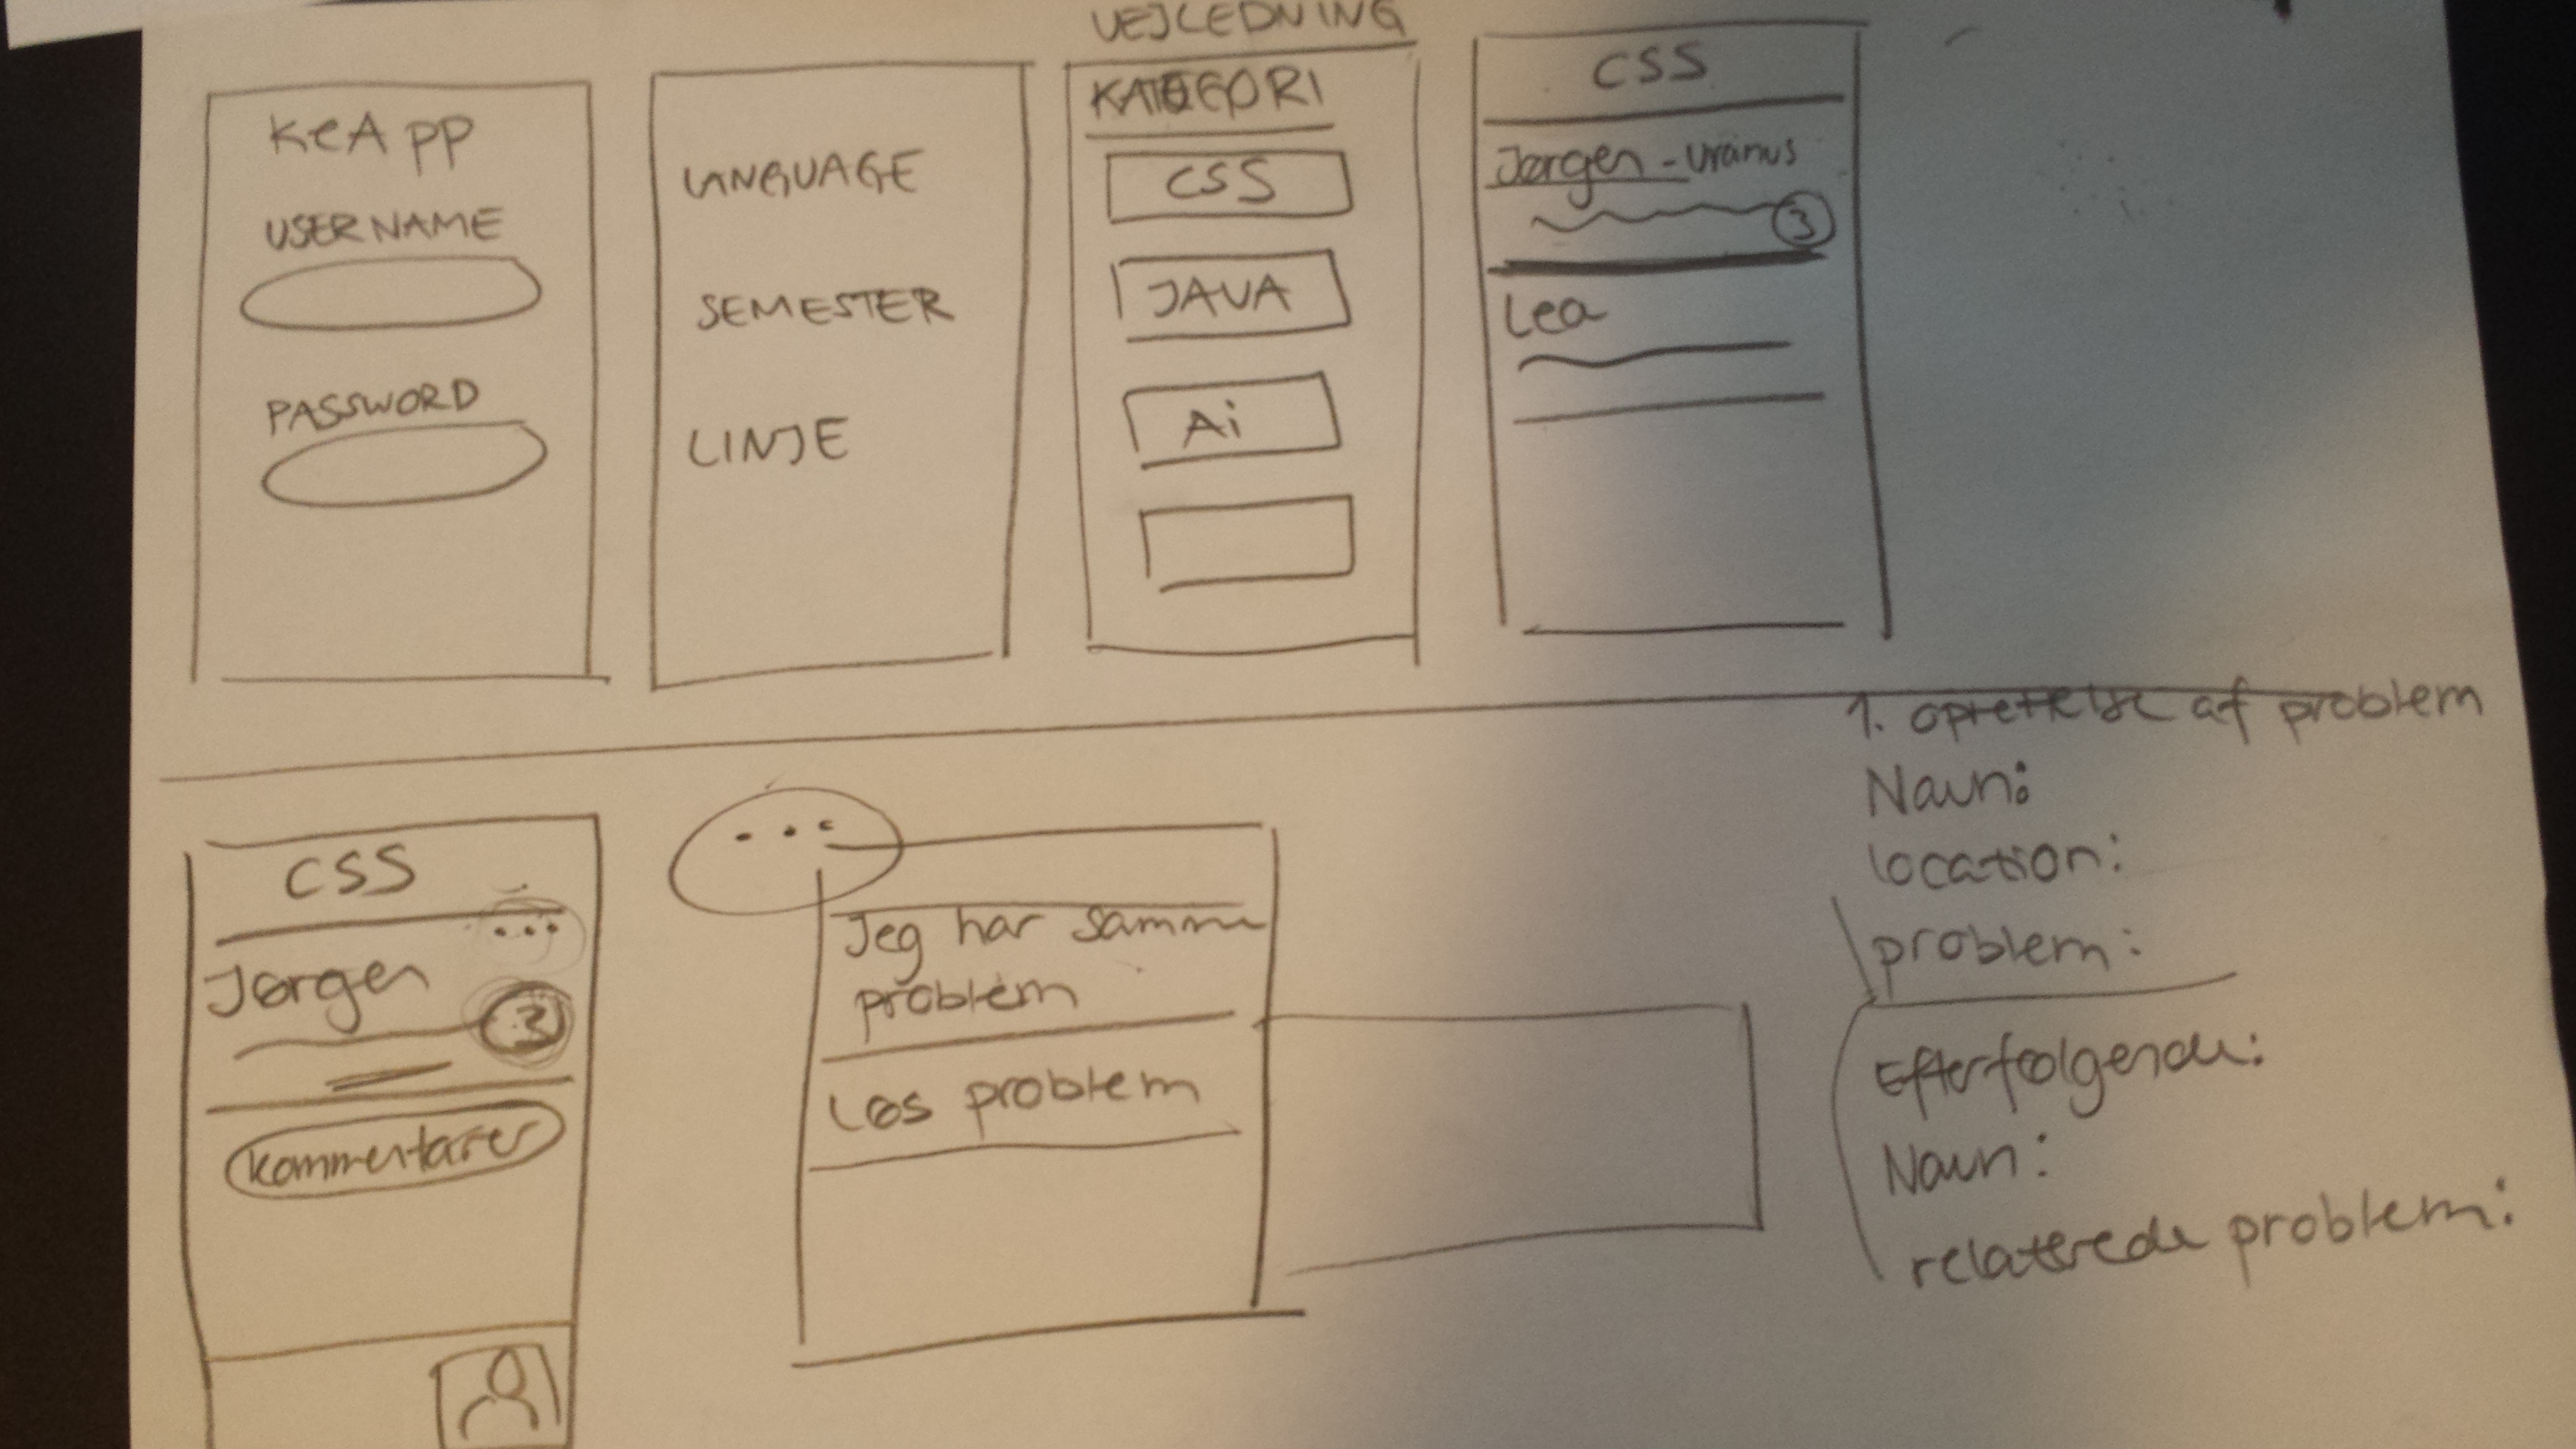 KeApp
USERNAME
PASSWORD
LANGUAGE
SEMESTER
LINJE
VEJLEDNING
KATEGORI
CSS
JAVA
Ai
CSS
Jørgen - Uranus
3
Lea
CSS
...
Jørgen
3
kommentarer
...
Jeg har samme
problem
Løs problem
1. oprettelse af problem
Navn:
location:
problem:
Efterfølgende:
Navn:
relaterede problem: